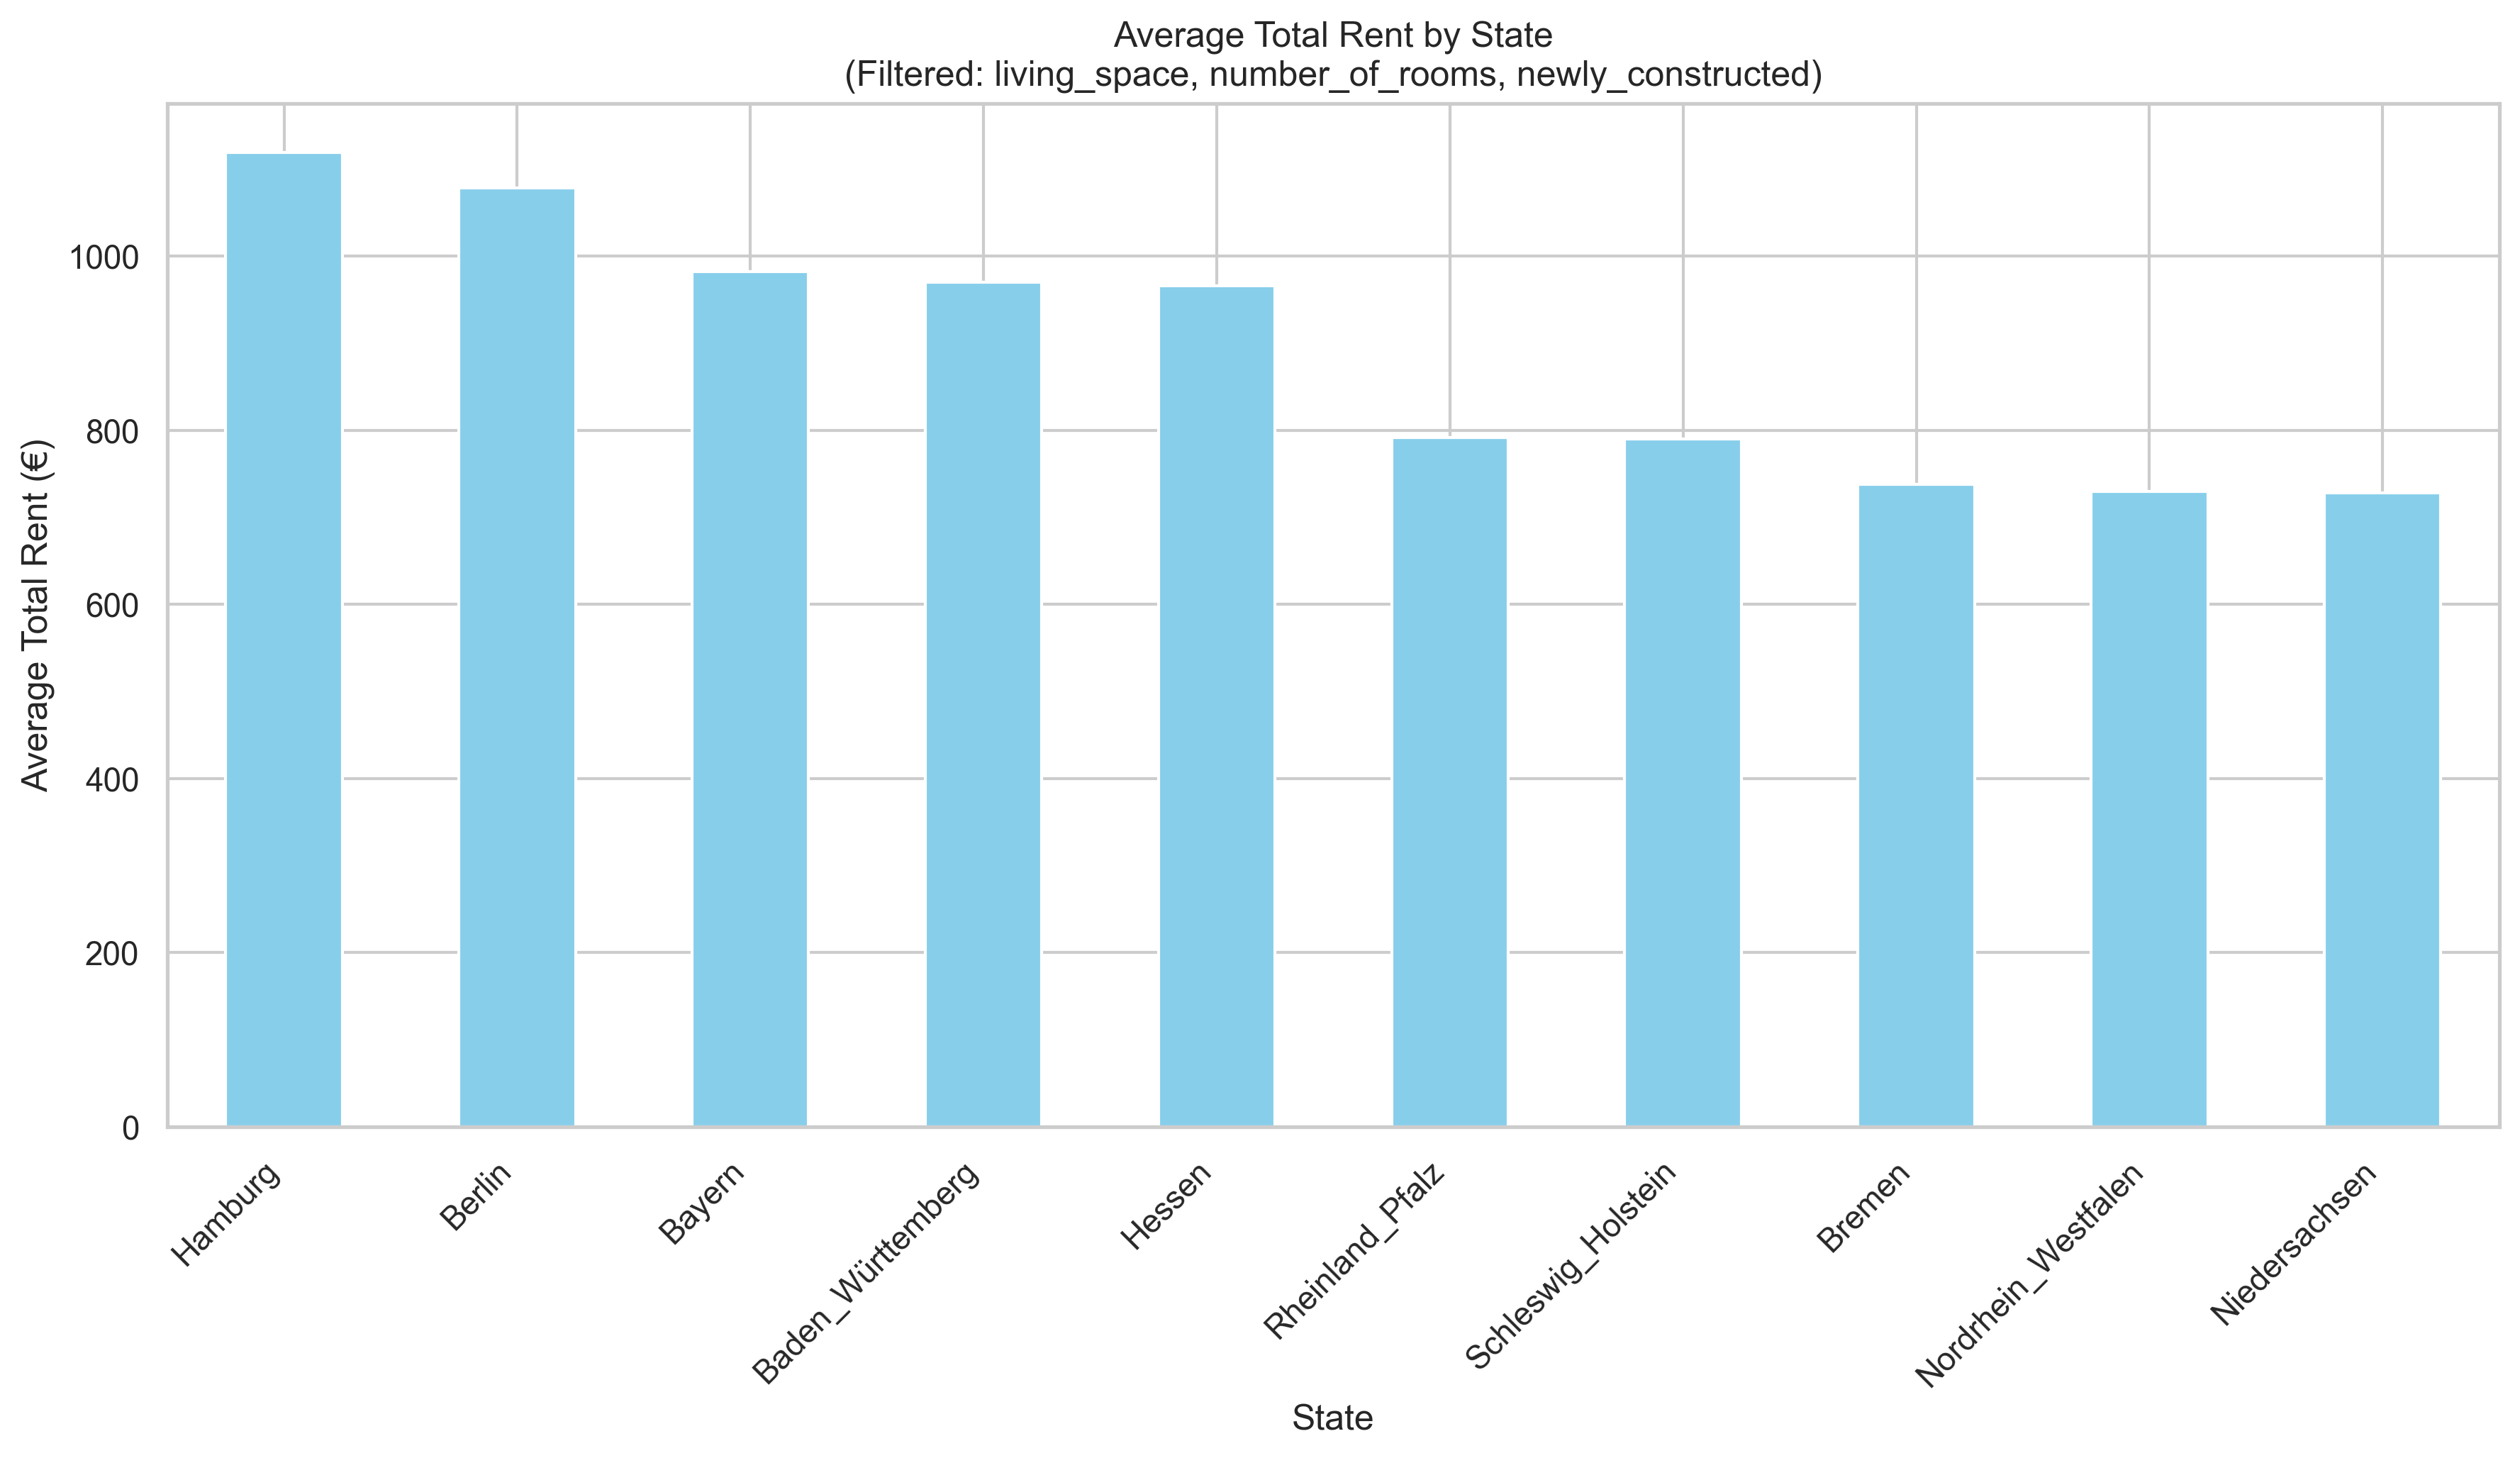 Average Total Rent by State
(Filtered: living_space, number_of_rooms, newly_constructed)
Average Total Rent (€)
1000
800
600
400
200
0
Hamburg
Berlin
Bayern
Baden_Württemberg
Hessen
Rheinland_Pfalz
Schleswig_Holstein
Bremen
Nordrhein_Westfalen
Niedersachsen
State